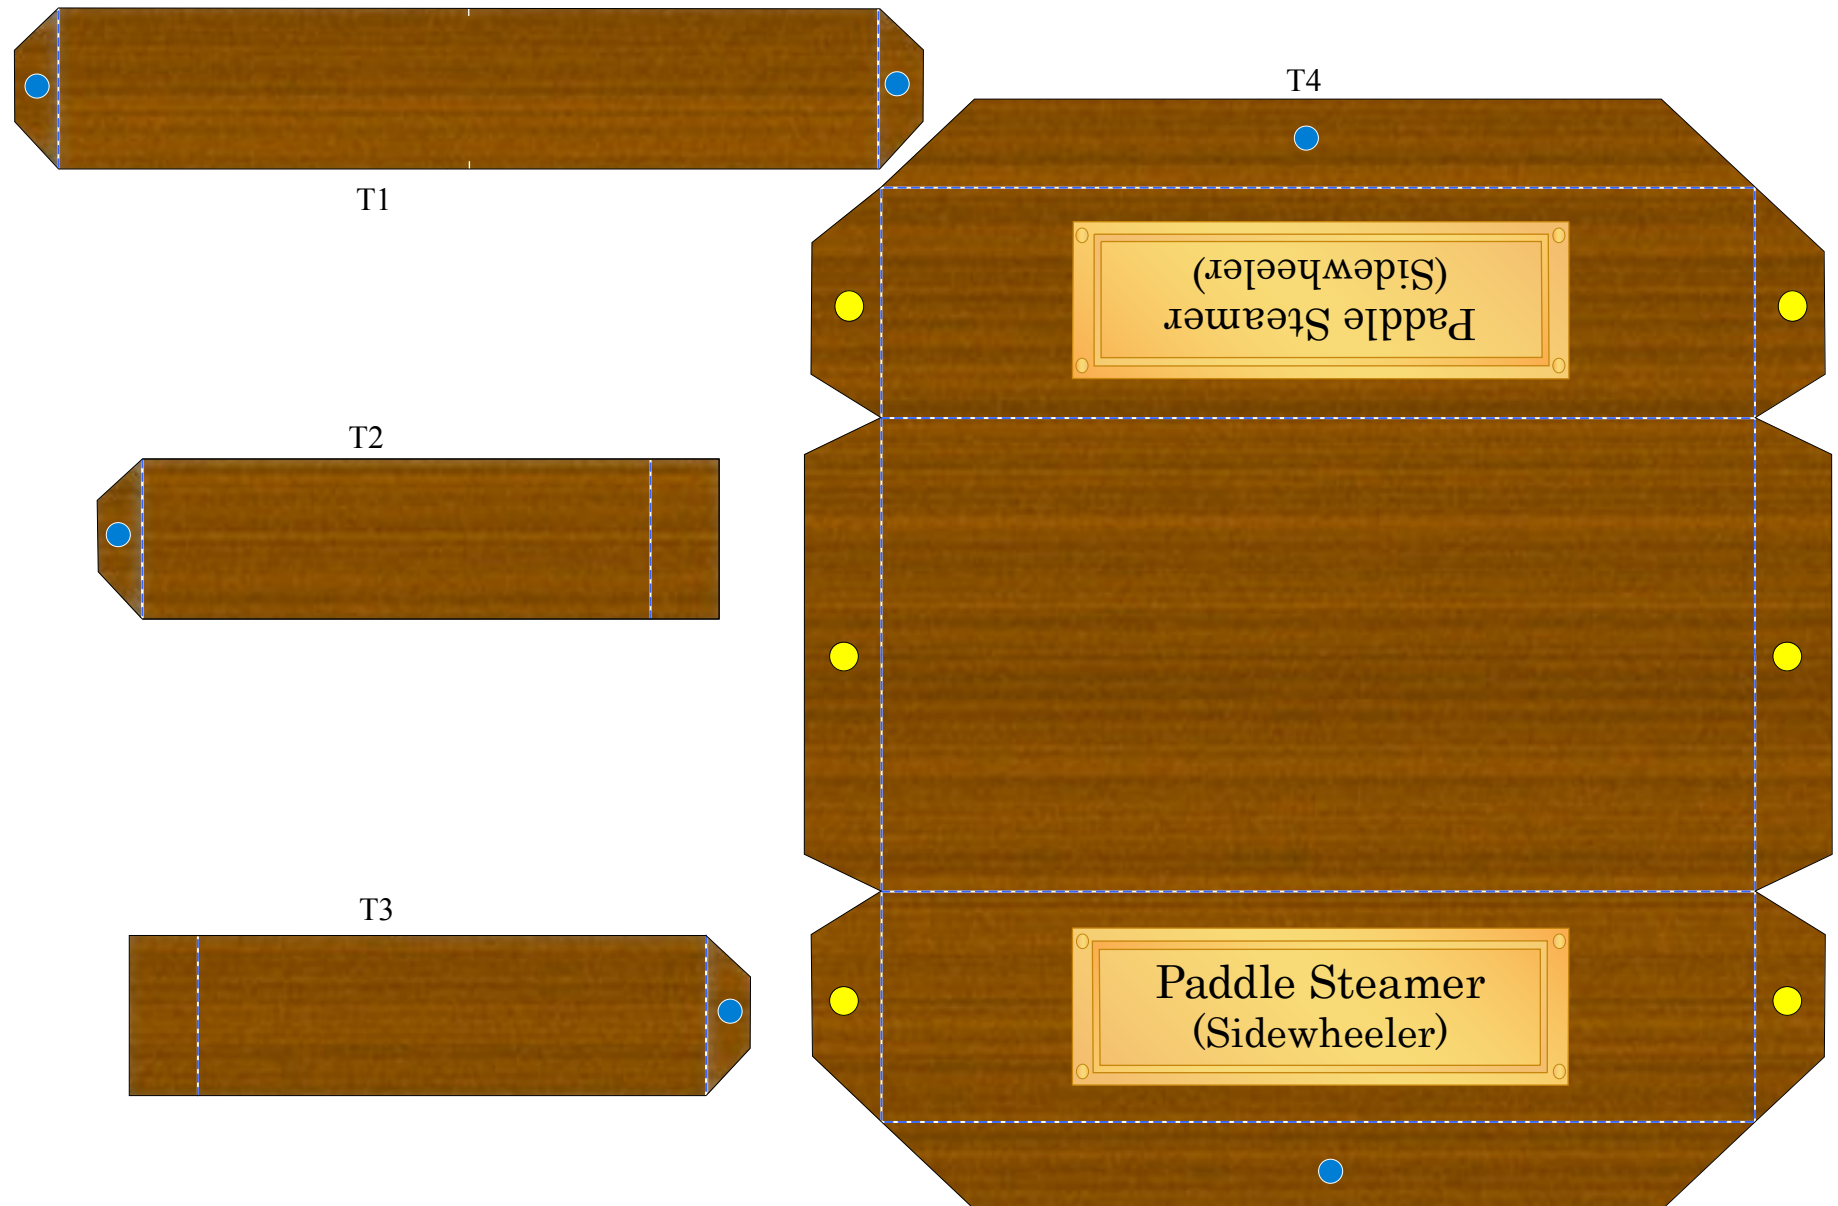 T4
T1
Paddle Steamer
(Sidewheeler)
T2
T3
Paddle Steamer
(Sidewheeler)